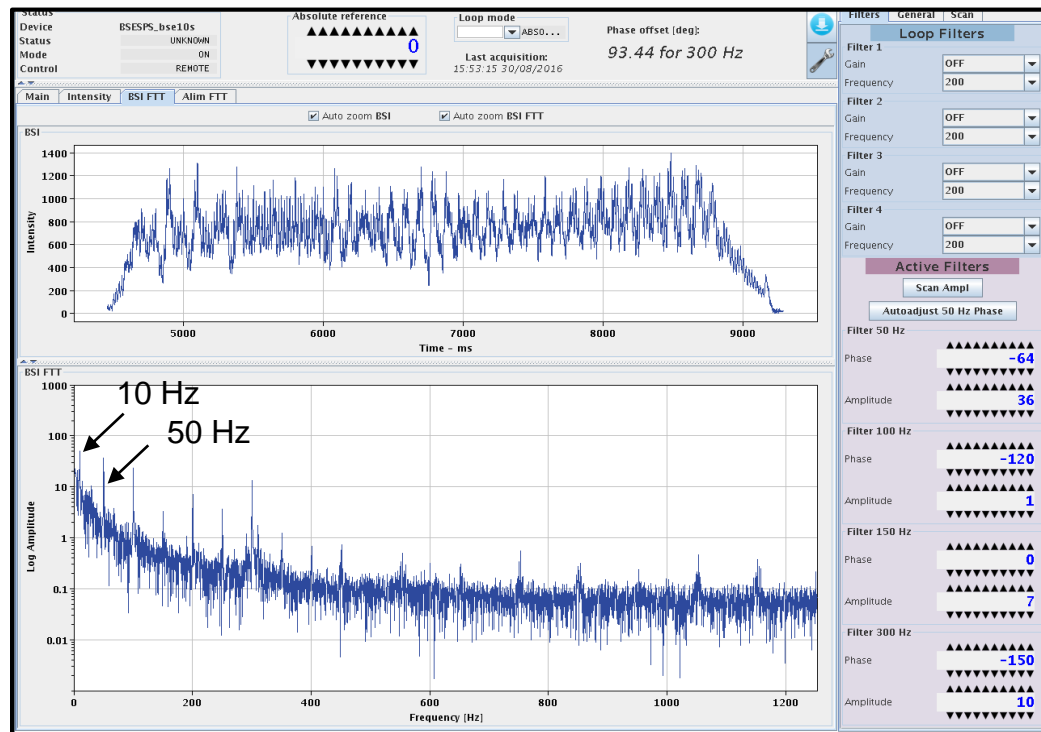 Status
Device BSESPS_bse10s
Status UNKNOWN
Mode ON
Control REMOTE
Absolute reference
0
Loop mode
ABSO...
Last acquisition:
15:53:15 30/08/2016
Phase offset [deg]:
93.44 for 300 Hz
Main Intensity BSI FTT Alim FTT
Auto zoom BSI Auto zoom BSI FTT
BSI
1400
1200
1000
800
600
400
200
0
Intensity
5000 6000 7000 8000 9000
Time - ms
BSI FTT
1000
100
10
1
0.1
0.01
Log Amplitude
10 Hz
50 Hz
0 200 400 600 800 1000 1200
Frequency [Hz]
Filters General Scan
Loop Filters
Filter 1
Gain OFF
Frequency 200
Filter 2
Gain OFF
Frequency 200
Filter 3
Gain OFF
Frequency 200
Filter 4
Gain OFF
Frequency 200
Active Filters
Scan Ampl
Autoadjust 50 Hz Phase
Filter 50 Hz
Phase -64
Amplitude 36
Filter 100 Hz
Phase -120
Amplitude 1
Filter 150 Hz
Phase 0
Amplitude 7
Filter 300 Hz
Phase -150
Amplitude 10